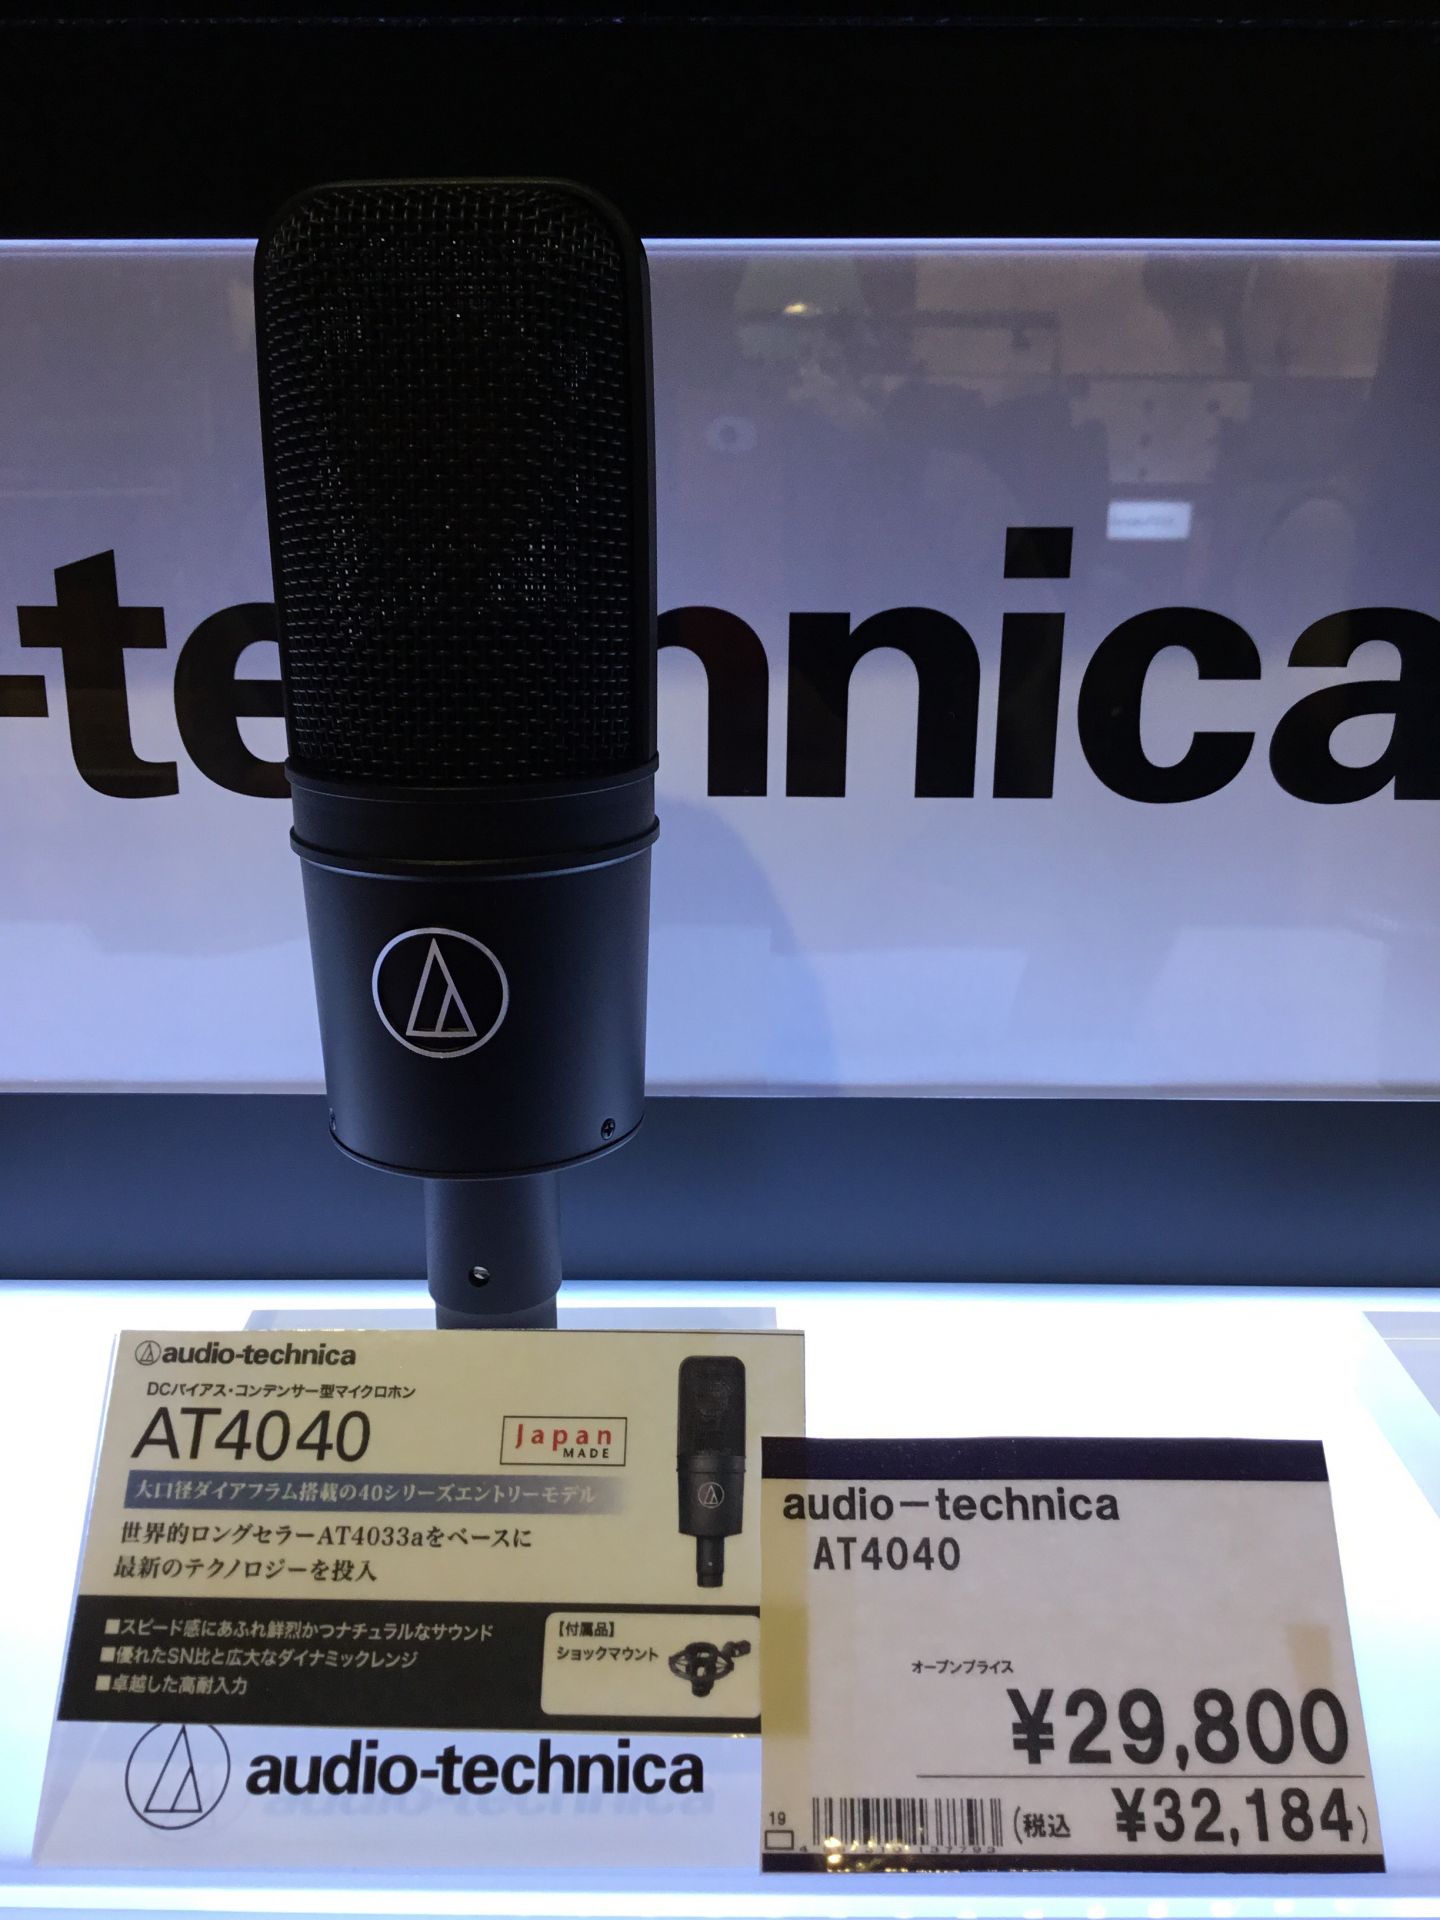 -technica
audio-technica
DCバイアス・コンデンサー型マイクロホン
AT4040
Japan
MADE
大口径ダイアフラム搭載の40シリーズエントリーモデル
世界的ロングセラーAT4033aをベースに
最新のテクノロジーを投入
■スピード感にあふれ鮮烈かつナチュラルなサウンド
■優れたSN比と広大なダイナミックレンジ
■卓越した高耐入力
【付属品】
ショックマウント
audio-technica
audio-technica
AT4040
オープンプライス
¥29,800
19
(税込 ¥32,184)